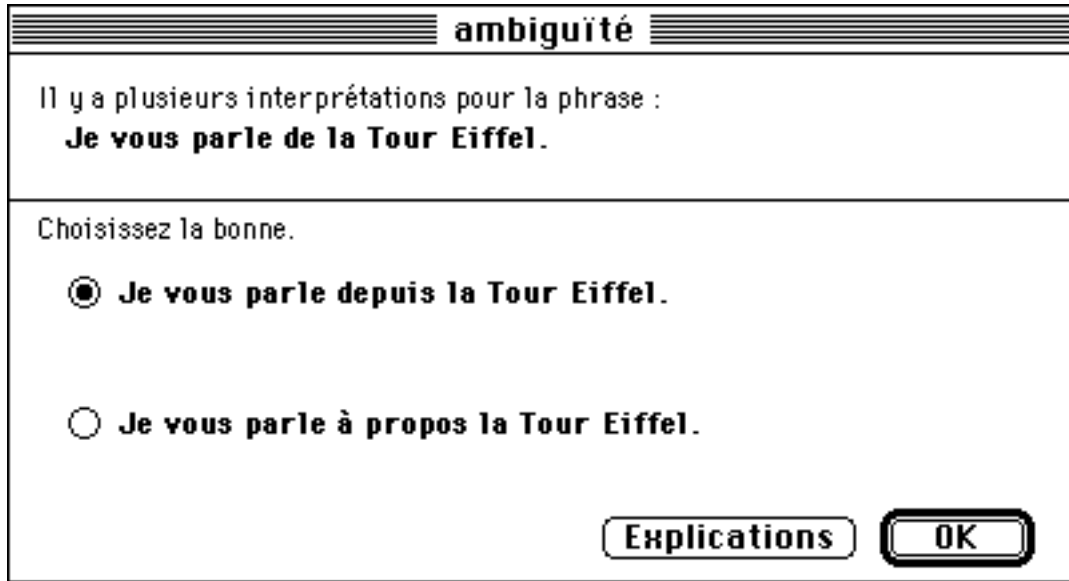 ambiguïté
Il y a plusieurs interprétations pour la phrase :
Je vous parle de la Tour Eiffel.
Choisissez la bonne.
Je vous parle depuis la Tour Eiffel.
Je vous parle à propos la Tour Eiffel.
Explications OK